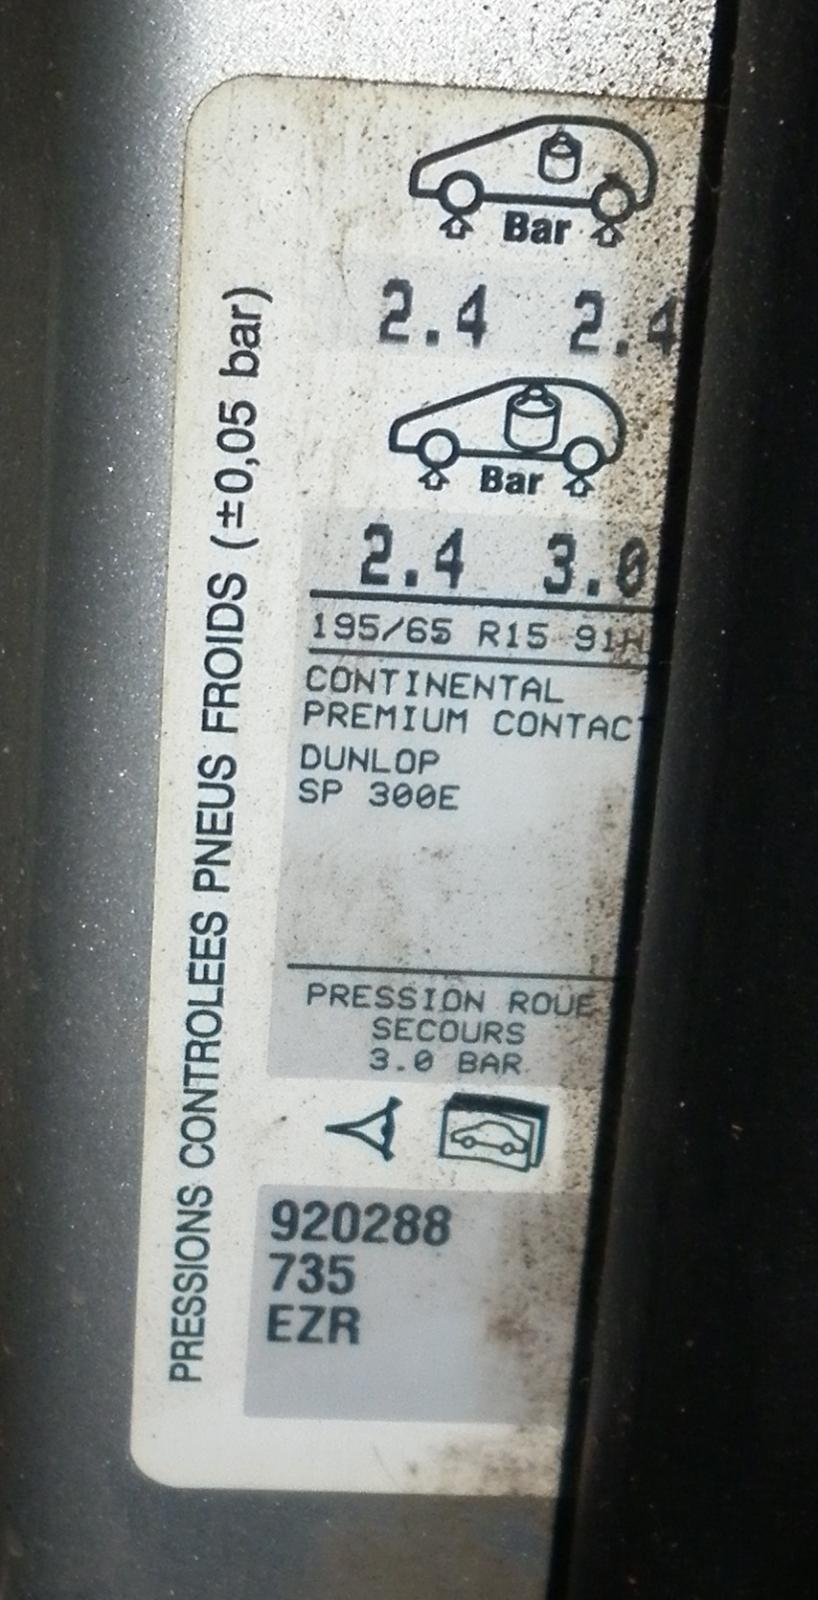 PRESSIONS CONTROLEES PNEUS FROIDS (±0,05 bar)
Bar
2.4 2.4
Bar
2.4 3.0
195/65 R15 91H
CONTINENTAL
PREMIUM CONTACT
DUNLOP
SP 300E
PRESSION ROUE
SECOURS
3.0 BAR
920288
735
EZR